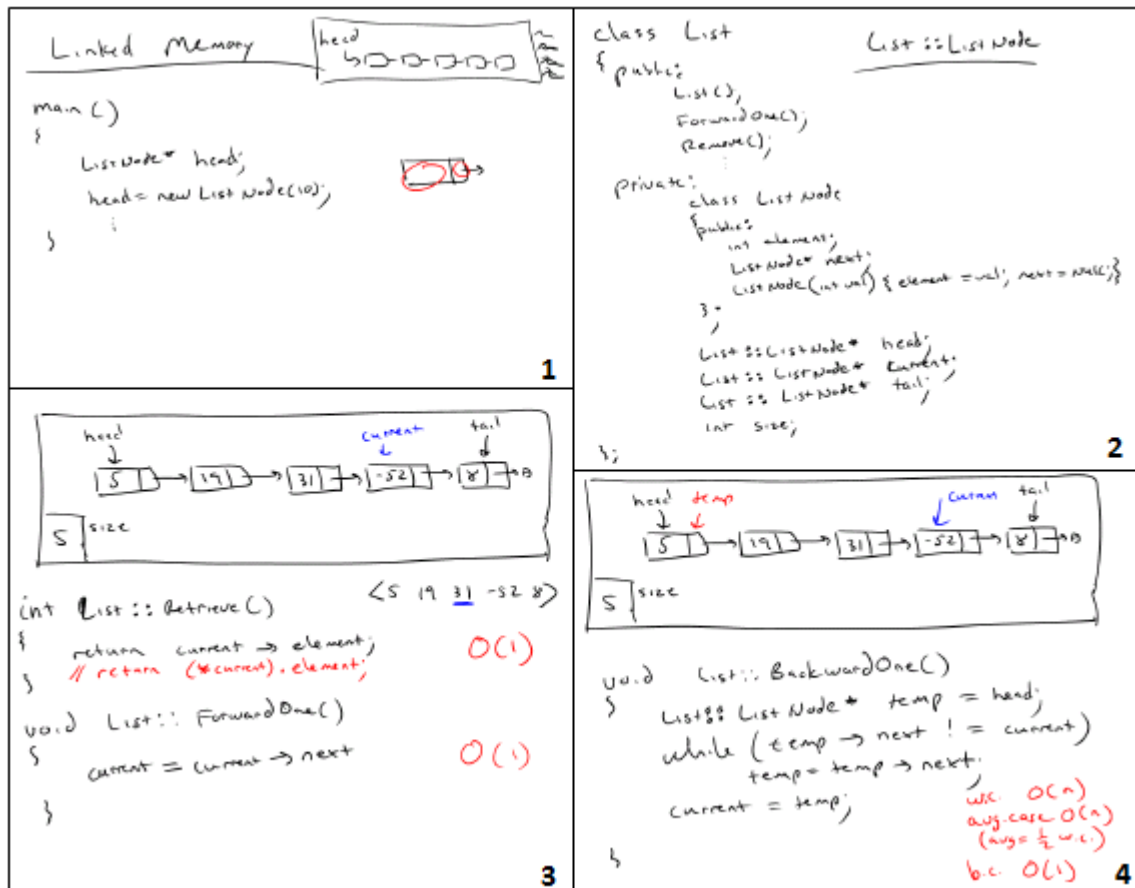 Linked Memory
head
main()
{
ListNode* head;
head = new ListNode(10);
⋮
}
1
class List
List::ListNode
{ public:
List();
ForwardOne();
Remove();
⋮
private:
class ListNode
{
public:
int element;
ListNode* next;
ListNode(int val) { element = val; next = NULL; }
};
List::ListNode* head;
List::ListNode* current;
List::ListNode* tail;
int size;
};
2
head
current
tail
5 19 31 -52 8
5 size
int List::Retrieve()
<5 19 31 -52 8>
{
return current → element; O(1)
// return (*current).element;
}
void List::ForwardOne()
{
current = current → next O(1)
}
3
head temp
tail
5 19 31 -52 8
5 size
void List::BackwardOne()
{
List::ListNode* temp = head;
while (temp → next != current)
temp = temp → next;
current = temp;
w.c. O(n)
avg.case O(n)
(avg = 1/2 w.c.)
b.c. O(1)
}
4